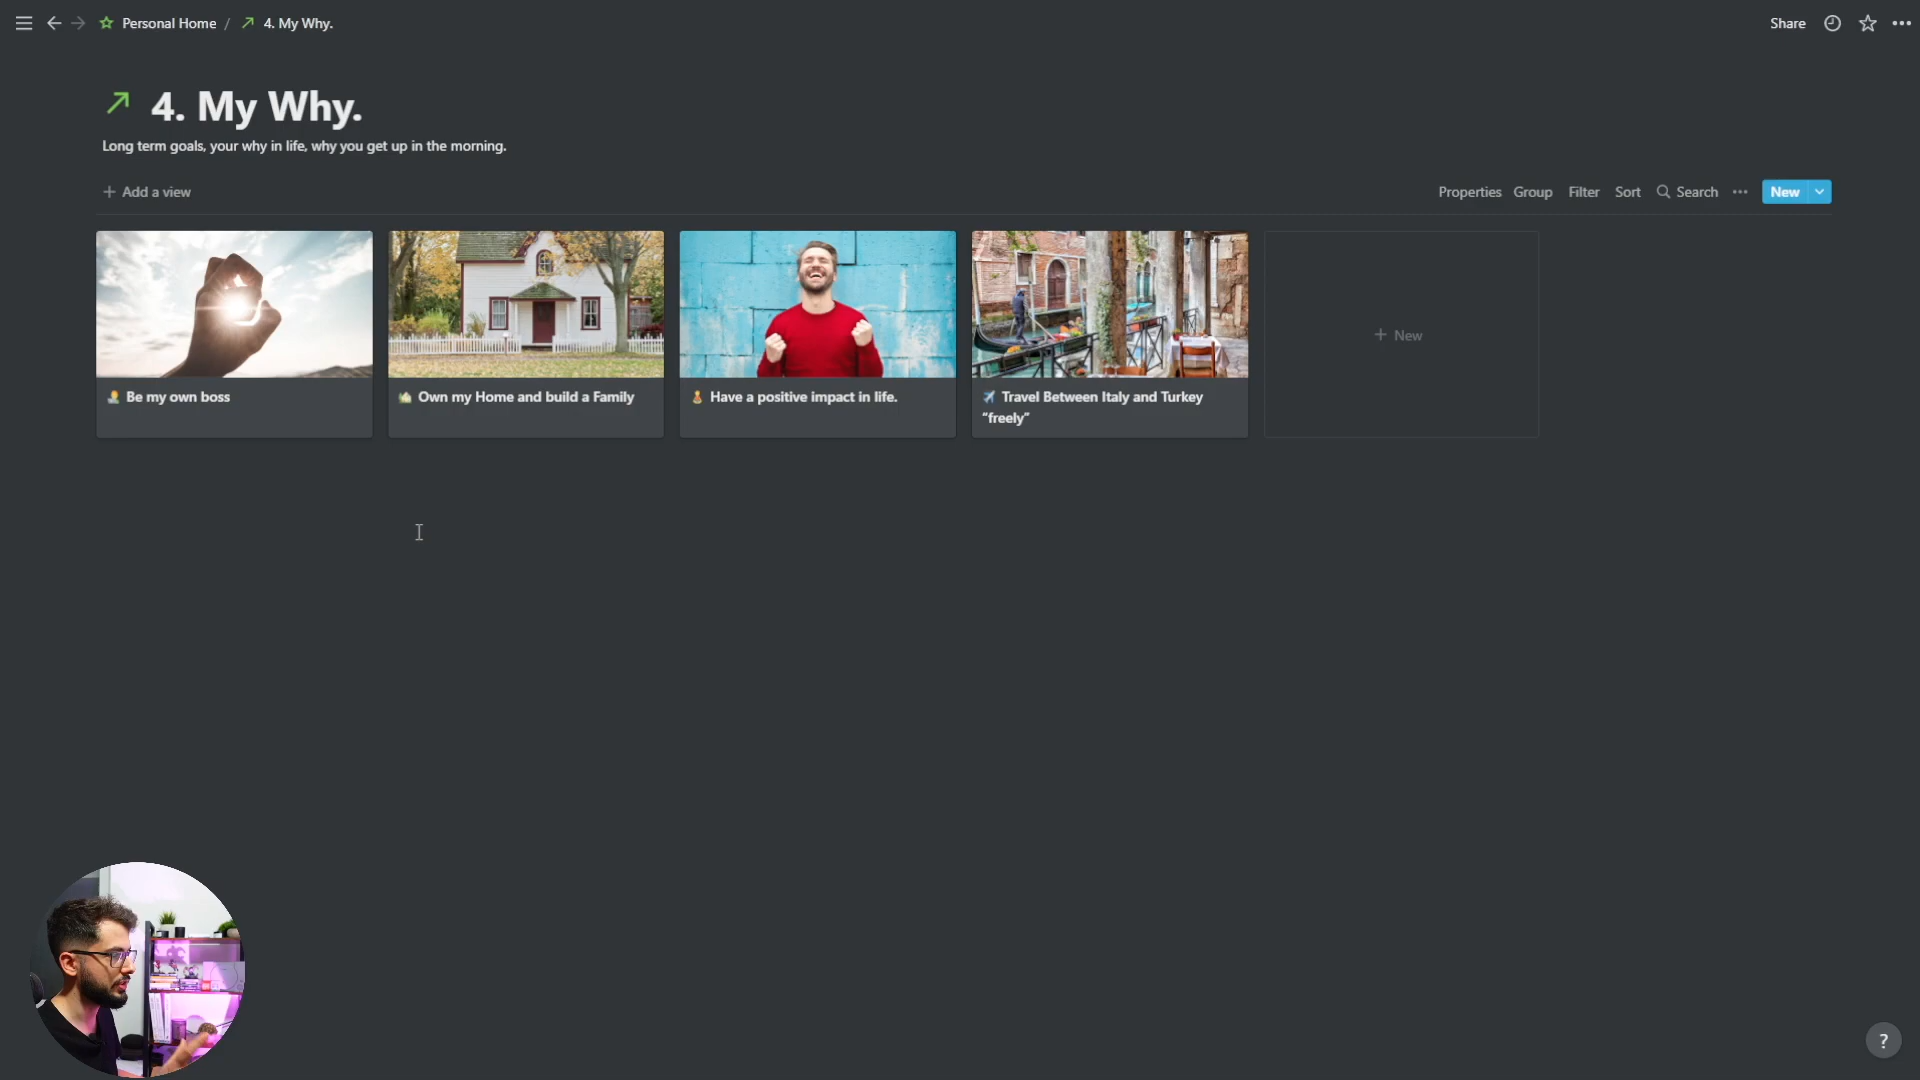 Personal Home / 4. My Why.
Share
4. My Why.
Long term goals, your why in life, why you get up in the morning.
+ Add a view
Properties Group Filter Sort Search ••• New
Be my own boss
Own my Home and build a Family
Have a positive impact in life.
Travel Between Italy and Turkey
“freely”
+ New
?